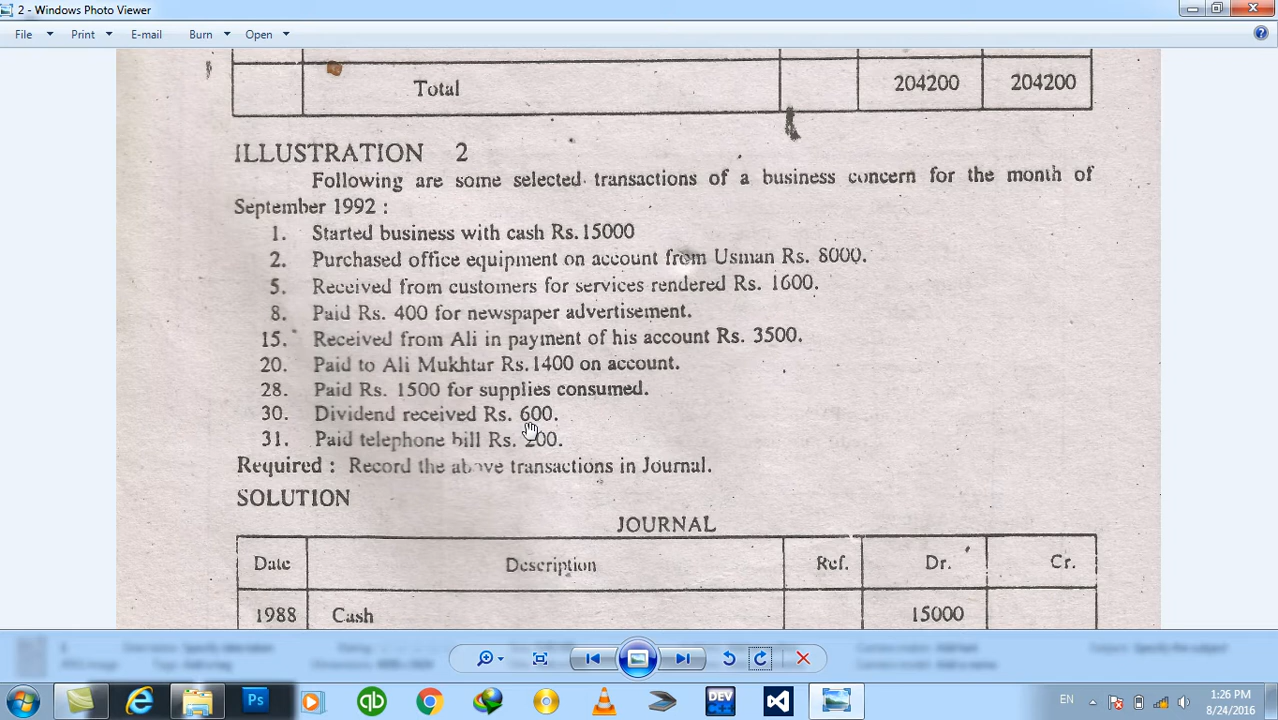 2 - Windows Photo Viewer
File Print E-mail Burn Open
Total 204200 204200
ILLUSTRATION 2
Following are some selected transactions of a business concern for the month of
September 1992 :
1. Started business with cash Rs. 15000
2. Purchased office equipment on account from Usman Rs. 8000.
5. Received from customers for services rendered Rs. 1600.
8. Paid Rs. 400 for newspaper advertisement.
15. Received from Ali in payment of his account Rs. 3500.
20. Paid to Ali Mukhtar Rs. 1400 on account.
28. Paid Rs. 1500 for supplies consumed.
30. Dividend received Rs. 600.
31. Paid telephone bill Rs. 200.
Required : Record the above transactions in Journal.
SOLUTION
JOURNAL
Date Description Ref. Dr. Cr.
1988 Cash 15000
Ps
qb
DEV
EN
1:26 PM
8/24/2016